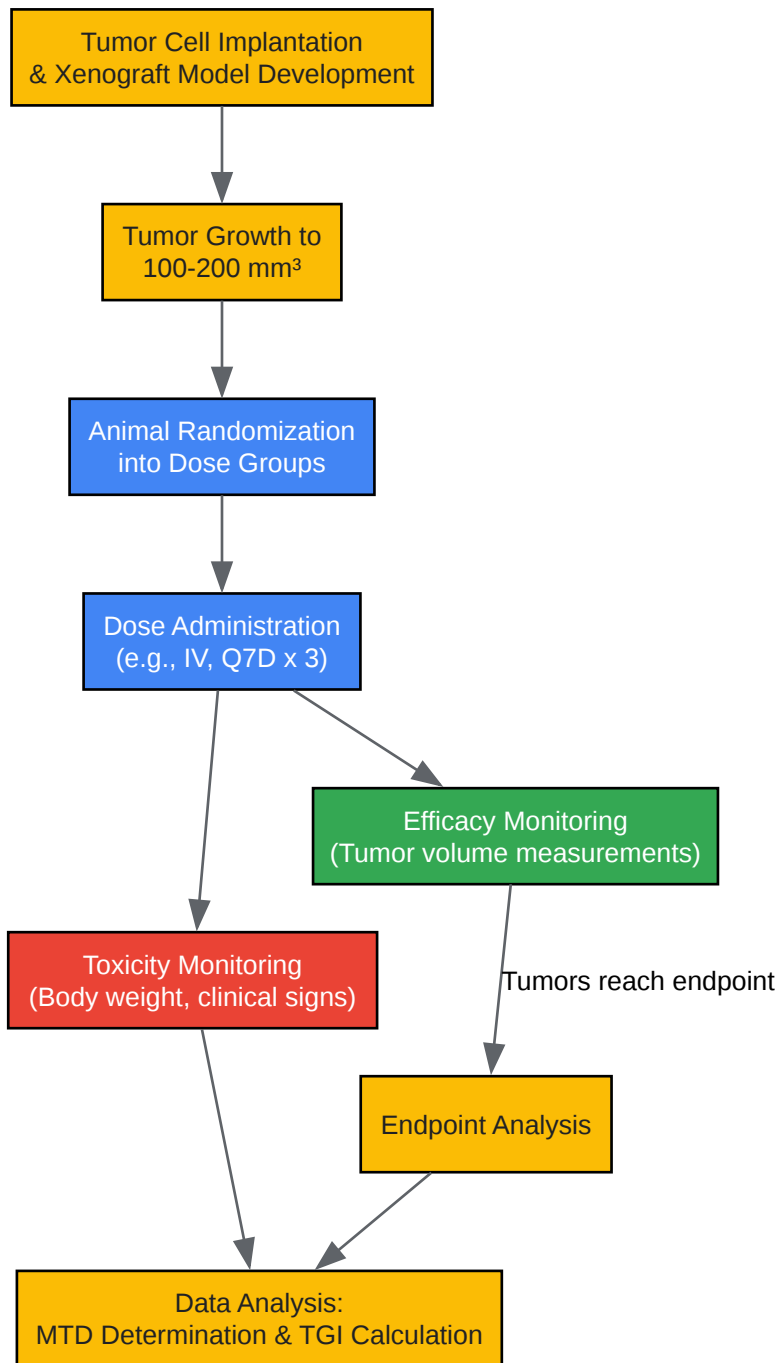 Tumor Cell Implantation
& Xenograft Model Development
Tumor Growth to
100-200 mm³
Animal Randomization
into Dose Groups
Dose Administration
(e.g., IV, Q7D x 3)
Efficacy Monitoring
(Tumor volume measurements)
Toxicity Monitoring
(Body weight, clinical signs)
Tumors reach endpoint
Endpoint Analysis
Data Analysis:
MTD Determination & TGI Calculation